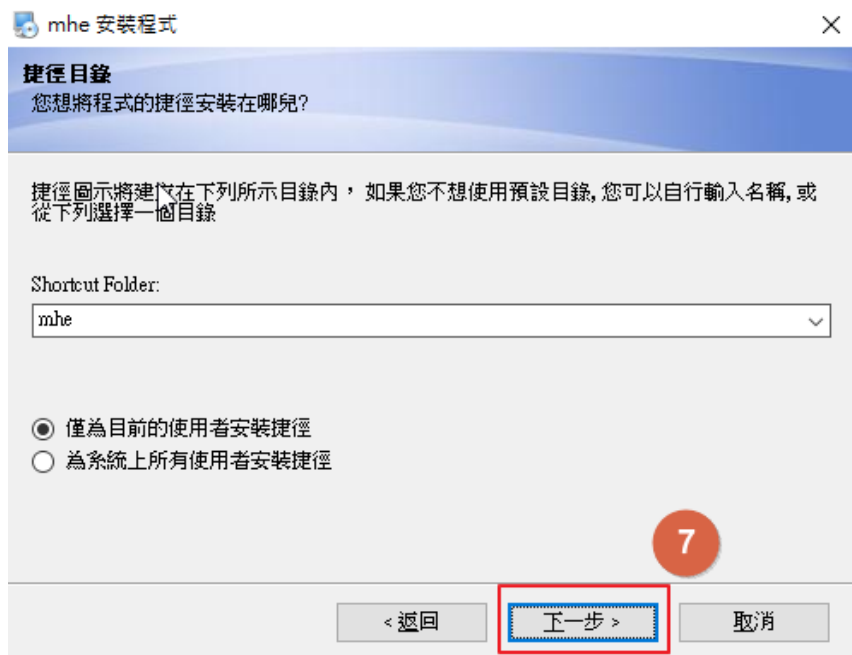 mhe 安裝程式
捷徑目錄
您想將程式的捷徑安裝在哪兒?
捷徑圖示將建立在下列所示目錄內, 如果您不想使用預設目錄, 您可以自行輸入名稱, 或
從下列選擇一個目錄
Shortcut Folder:
mhe
僅為目前的使用者安裝捷徑
為系統上所有使用者安裝捷徑
7
< 返回
下一步 >
取消